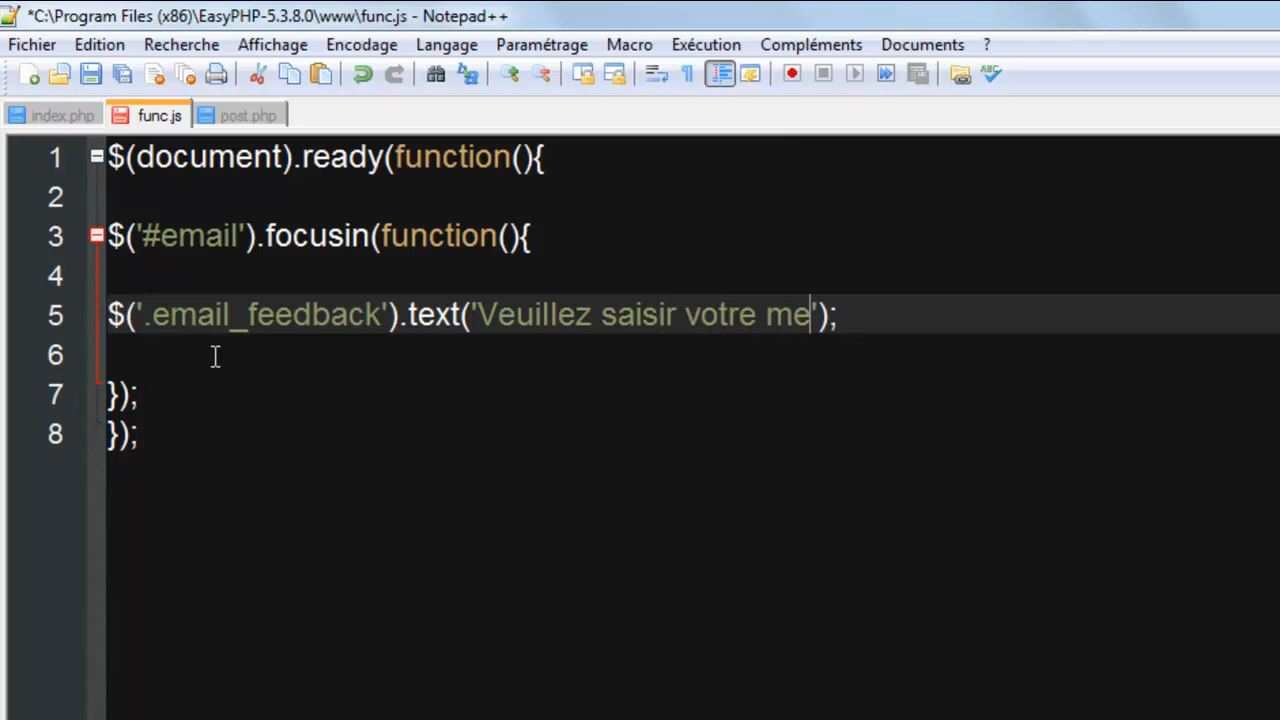 *C:\Program Files (x86)\EasyPHP-5.3.8.0\www\func.js - Notepad++
Fichier Edition Recherche Affichage Encodage Langage Paramétrage Macro Exécution Compléments Documents ?
index.php func.js post.php
1 $(document).ready(function(){
2
3 $('#email').focusin(function(){
4
5 $('.email_feedback').text('Veuillez saisir votre me');
6
7 });
8 });